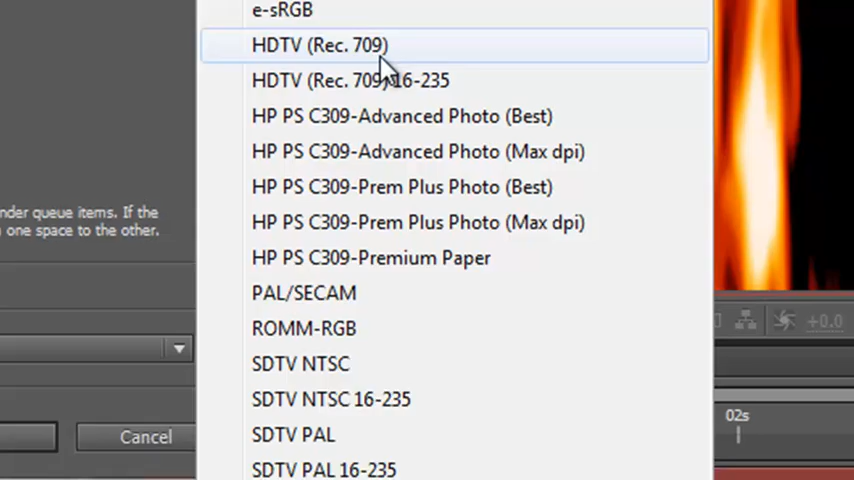 e-sRGB
HDTV (Rec. 709)
HDTV (Rec. 709) 16-235
HP PS C309-Advanced Photo (Best)
HP PS C309-Advanced Photo (Max dpi)
HP PS C309-Prem Plus Photo (Best)
nder queue items. If the
one space to the other.
HP PS C309-Prem Plus Photo (Max dpi)
HP PS C309-Premium Paper
PAL/SECAM
ROMM-RGB
+0.0
SDTV NTSC
SDTV NTSC 16-235
02s
SDTV PAL
Cancel
SDTV PAL 16-235